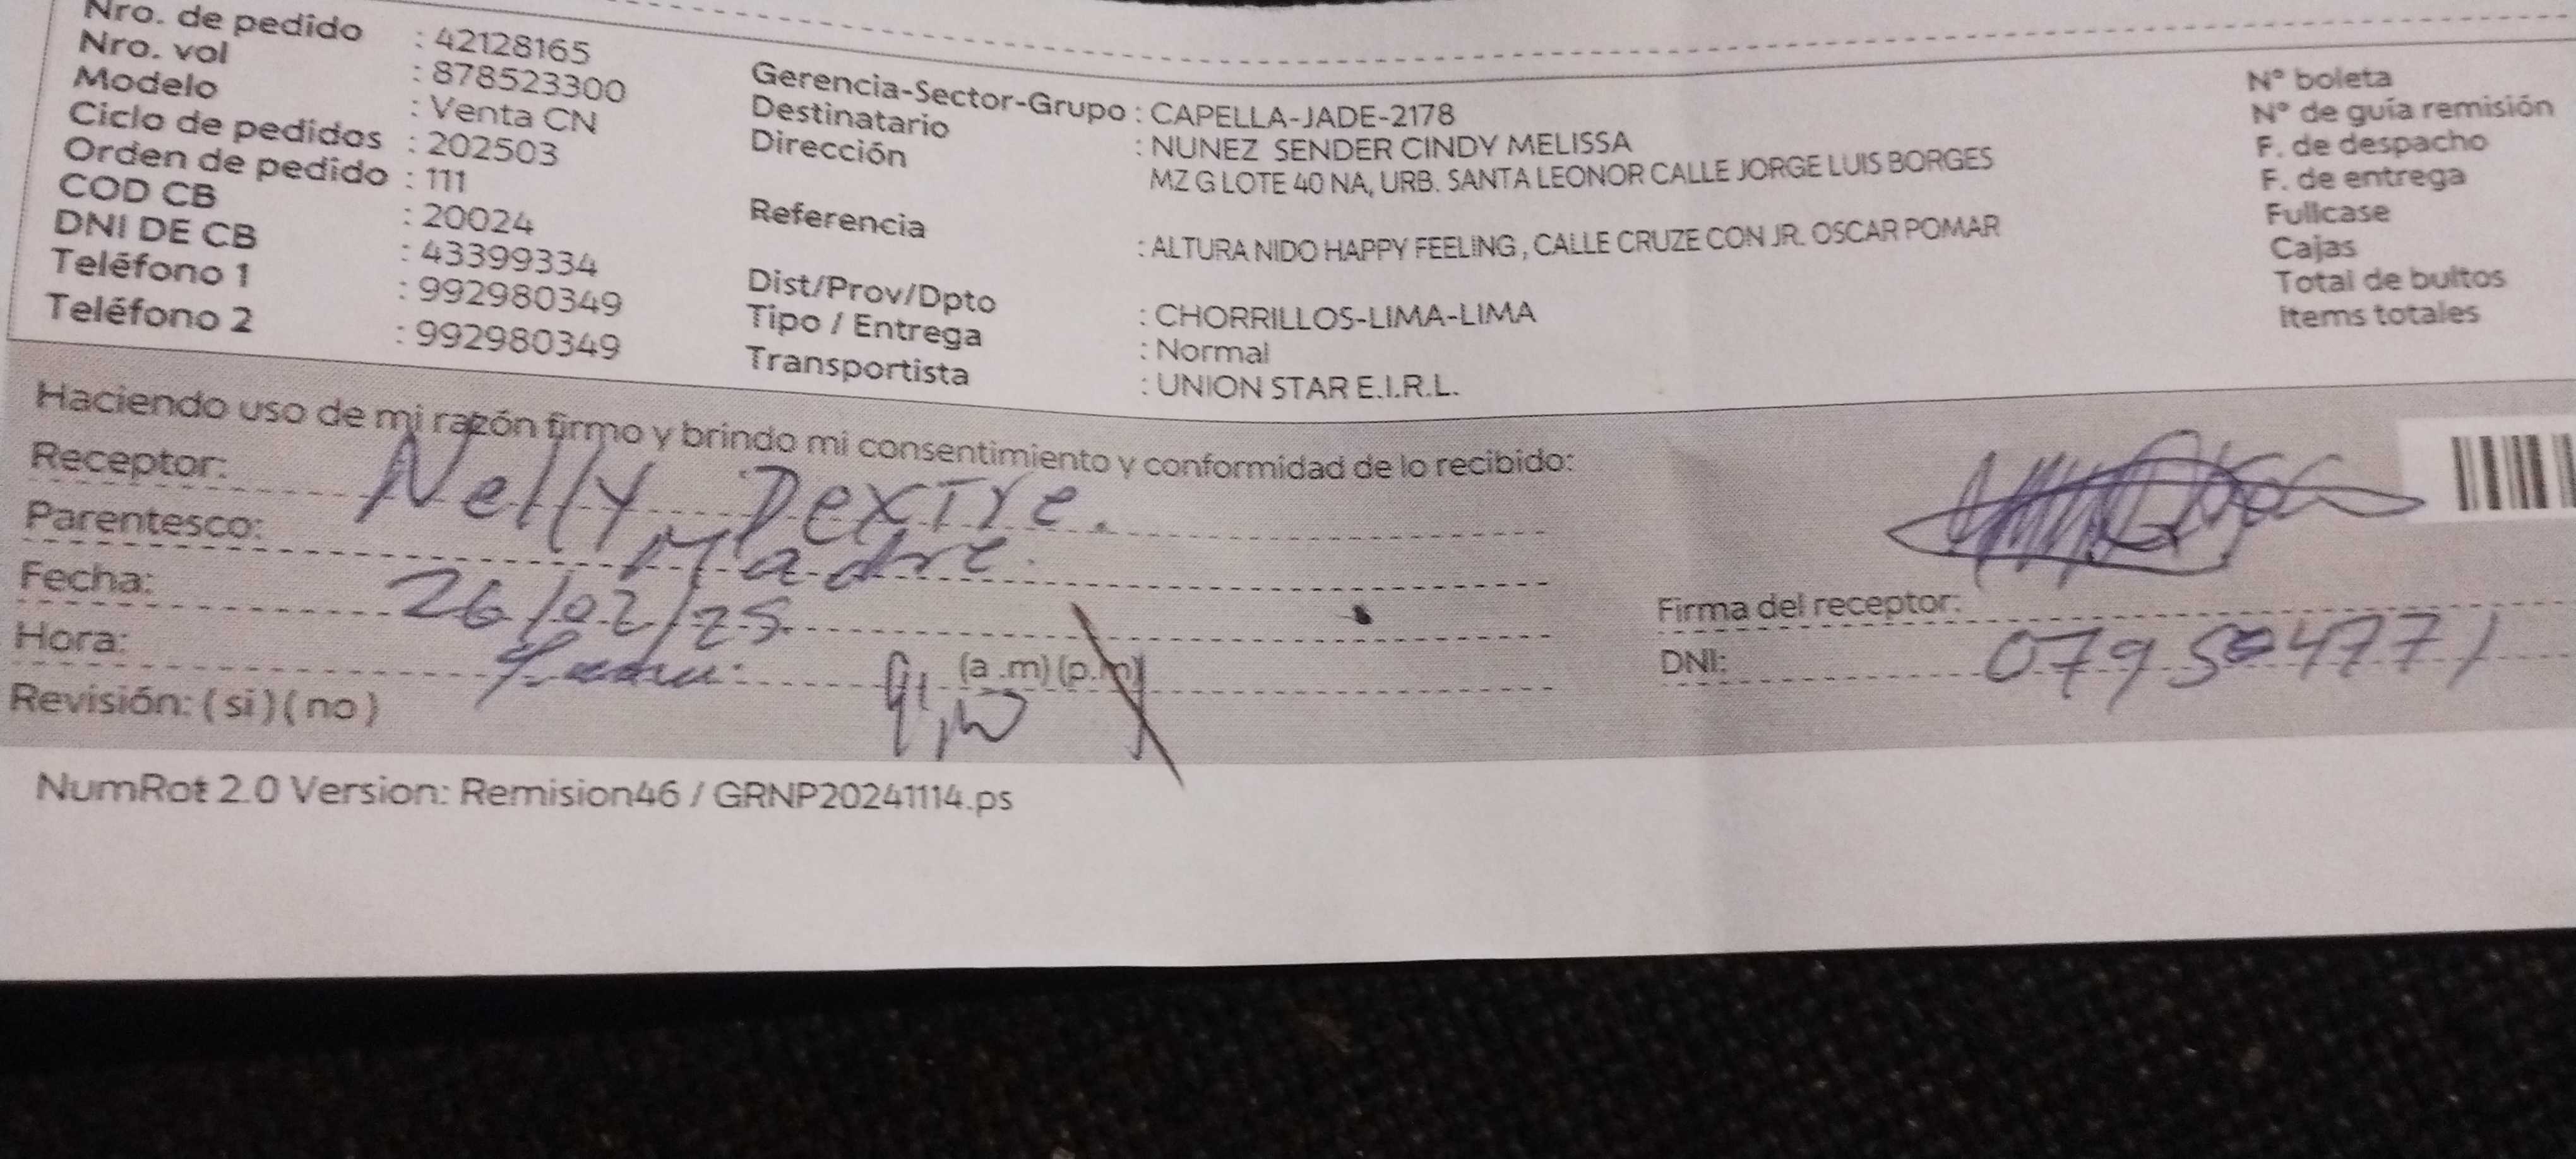 Nro. de pedido : 42128165
Nro. vol : 878523300
Modelo : Venta CN
Ciclo de pedidos : 202503
Orden de pedido : 111
COD CB : 20024
DNI DE CB : 43399334
Teléfono 1 : 992980349
Teléfono 2 : 992980349
Gerencia-Sector-Grupo : CAPELLA-JADE-2178
Destinatario : NUNEZ SENDER CINDY MELISSA
Dirección MZ G LOTE 40 NA, URB. SANTA LEONOR CALLE JORGE LUIS BORGES
Referencia : ALTURA NIDO HAPPY FEELING , CALLE CRUZE CON JR. OSCAR POMAR
Dist/Prov/Dpto : CHORRILLOS-LIMA-LIMA
Tipo / Entrega : Normal
Transportista : UNION STAR E.I.R.L.
N° boleta
N° de guía remisión
F. de despacho
F. de entrega
Fullcase
Cajas
Total de bultos
Items totales
Haciendo uso de mi razón firmo y brindo mi consentimiento y conformidad de lo recibido:
Receptor: Nelly Dextre.
Parentesco: Madre.
Fecha: 26/02/25
Hora: (a .m) (p.m)
Revisión: ( si ) ( no )
Firma del receptor:
DNI:
NumRot 2.0 Version: Remision46 / GRNP20241114.ps